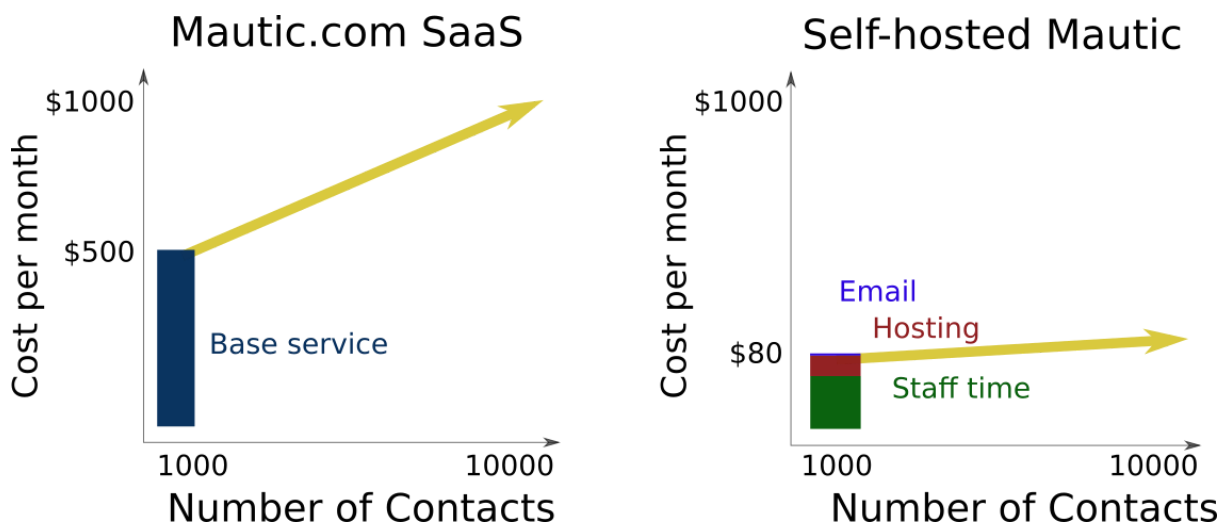 Mautic.com SaaS
$1000
$500
Cost per month
Base service
1000
10000
Number of Contacts
Self-hosted Mautic
$1000
$80
Cost per month
Email
Hosting
Staff time
1000
10000
Number of Contacts